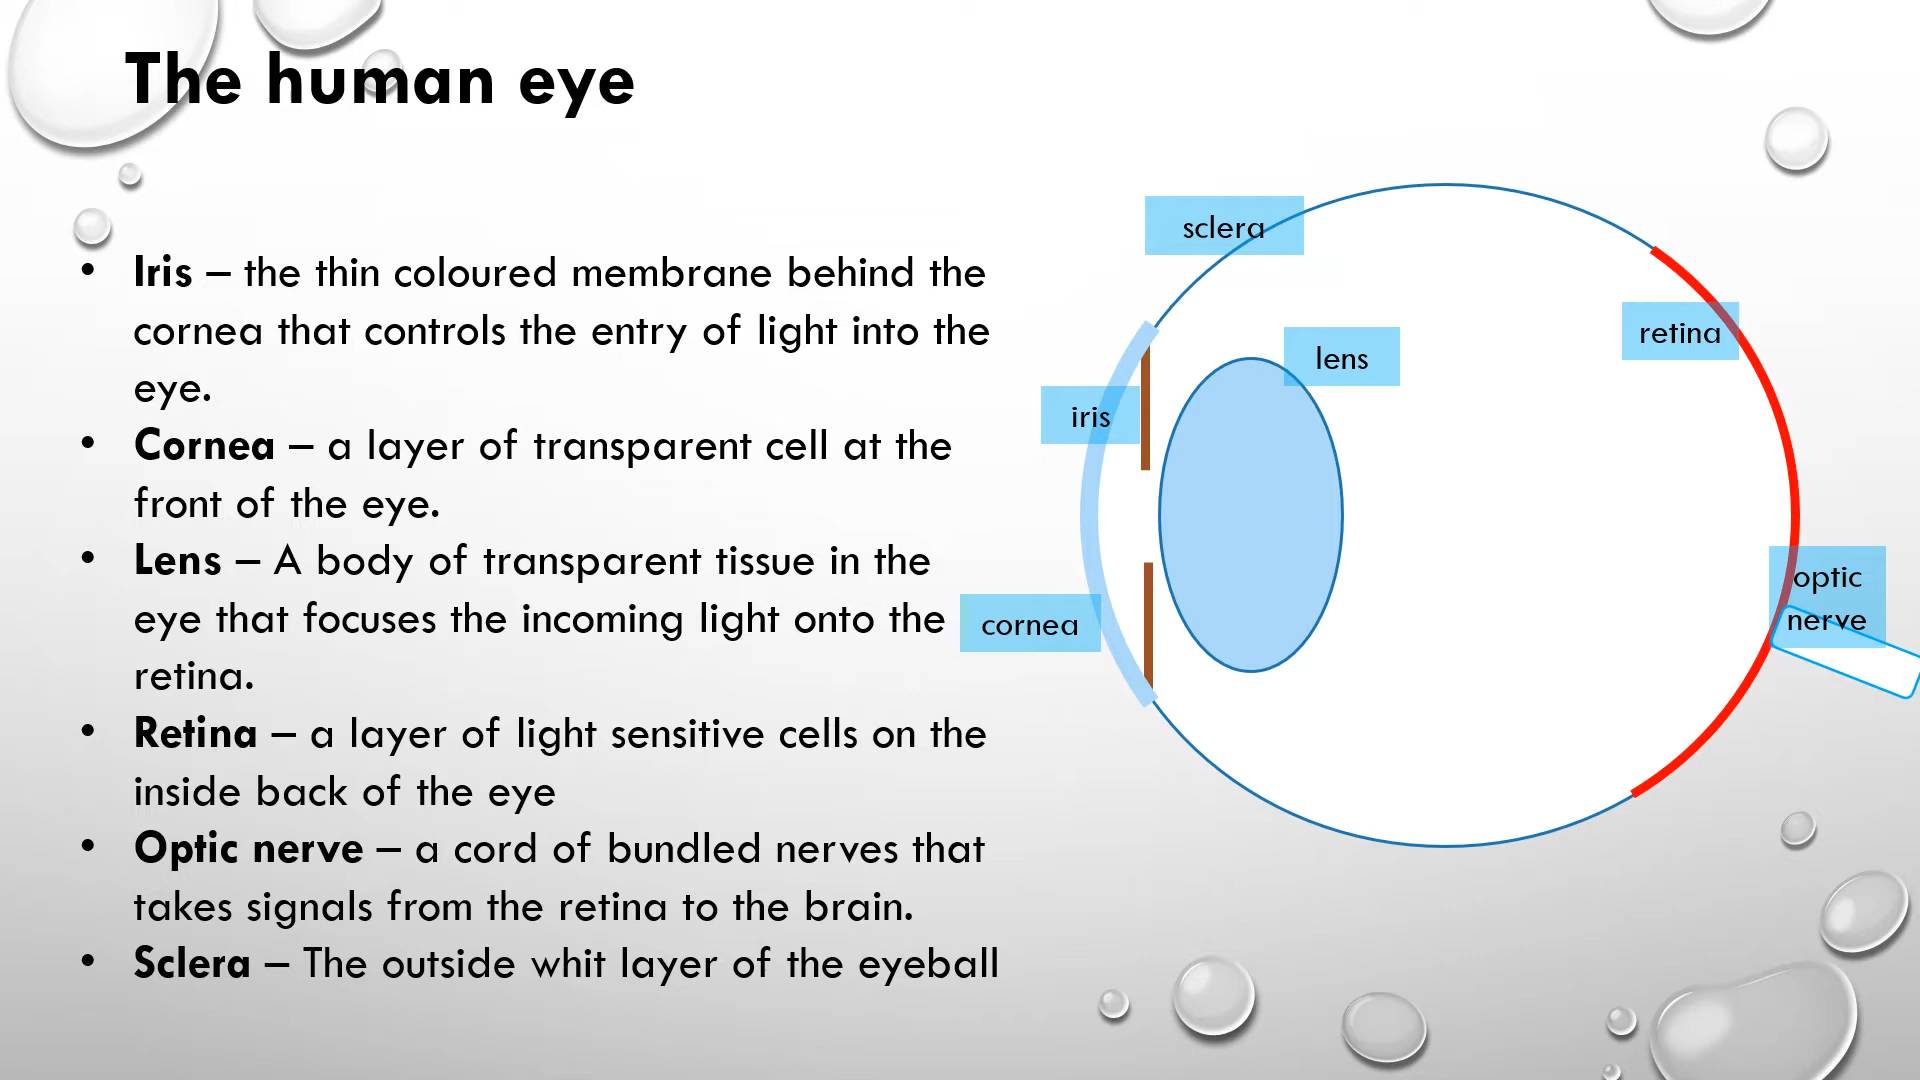 The human eye
• Iris – the thin coloured membrane behind the
cornea that controls the entry of light into the
eye.
• Cornea – a layer of transparent cell at the
front of the eye.
• Lens – A body of transparent tissue in the
eye that focuses the incoming light onto the
retina.
• Retina – a layer of light sensitive cells on the
inside back of the eye
• Optic nerve – a cord of bundled nerves that
takes signals from the retina to the brain.
• Sclera – The outside whit layer of the eyeball
sclera
retina
lens
iris
optic
nerve
cornea